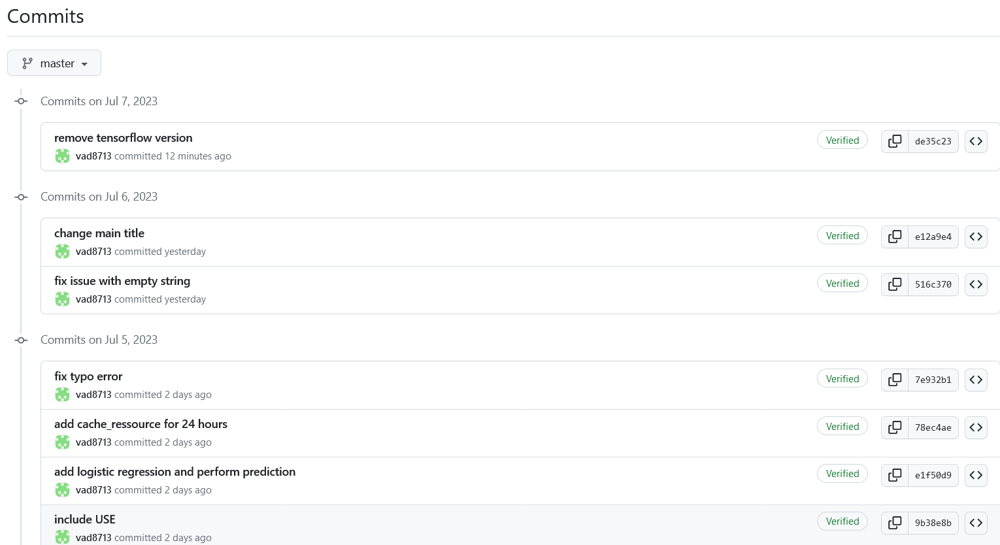 Commits
master
Commits on Jul 7, 2023
remove tensorflow version
vad8713 committed 12 minutes ago
Verified
de35c23
Commits on Jul 6, 2023
change main title
vad8713 committed yesterday
Verified
e12a9e4
fix issue with empty string
vad8713 committed yesterday
Verified
516c370
Commits on Jul 5, 2023
fix typo error
vad8713 committed 2 days ago
Verified
7e932b1
add cache_ressource for 24 hours
vad8713 committed 2 days ago
Verified
78ec4ae
add logistic regression and perform prediction
vad8713 committed 2 days ago
Verified
e1f50d9
include USE
vad8713 committed 2 days ago
Verified
9b38e8b